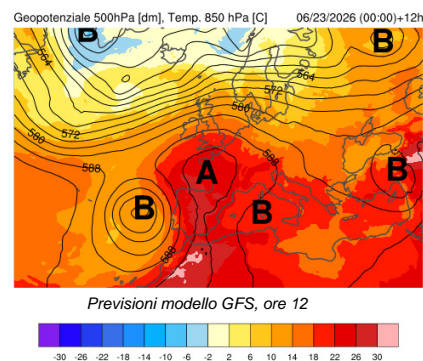 Geopotenziale 500hPa [dm], Temp. 850 hPa [C] 06/23/2026 (00:00)+12h
B B
564 564
572
580
580 572
588 588
A B
B B
588
Previsioni modello GFS, ore 12
-30 -26 -22 -18 -14 -10 -6 -2 2 6 10 14 18 22 26 30